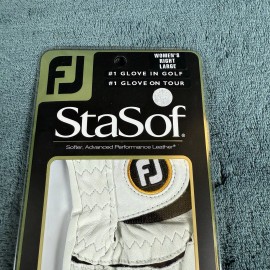 FJ
WOMEN'S
RIGHT
LARGE
#1 GLOVE IN GOLF
#1 GLOVE ON TOUR
StaSof®
Softer, Advanced Performance Leather®
FJ